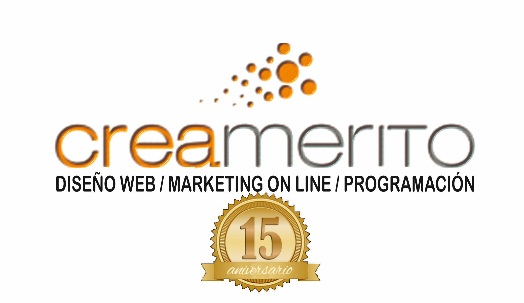 creamerito
DISEÑO WEB / MARKETING ON LINE / PROGRAMACIÓN
15
aniversario